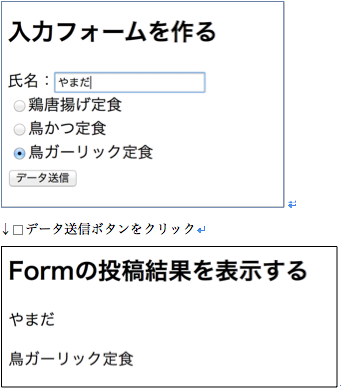 入力フォームを作る
氏名：やまだ
鶏唐揚げ定食
鳥かつ定食
鳥ガーリック定食
データ送信
↓□データ送信ボタンをクリック↵
Formの投稿結果を表示する
やまだ
鳥ガーリック定食